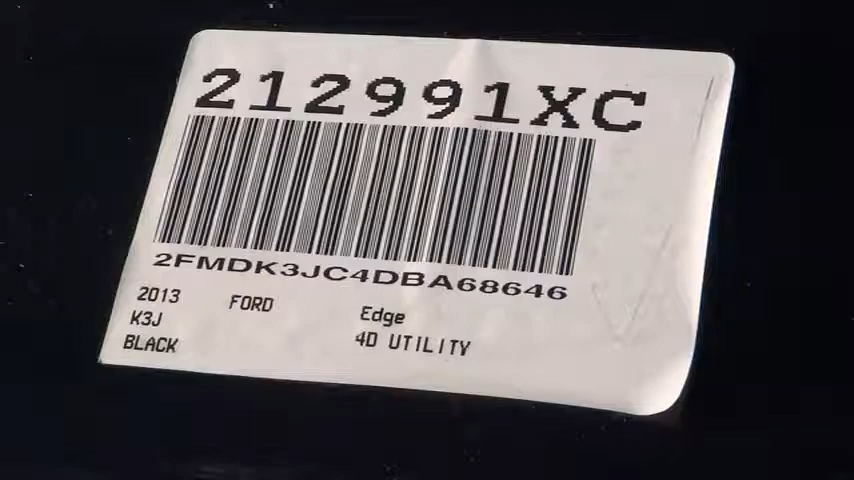 212991XC
2FMDK3JC4DBA68646
2013 FORD Edge
K3J 4D UTILITY
BLACK